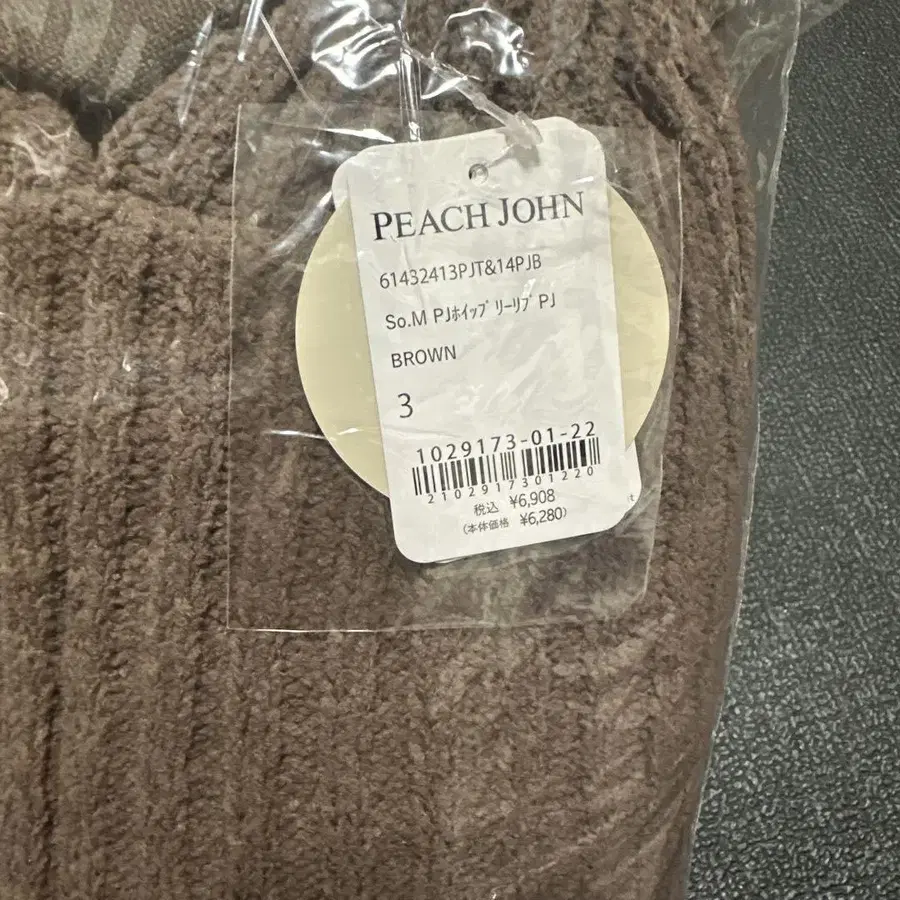 PEACH JOHN
61432413PJT&14PJB
So.M PJﾎｲｯﾌﾟﾘｰﾘﾌﾞPJ
BROWN
3
1029173-01-22
2102917301220
税込 ¥6,908
(本体価格 ¥6,280)